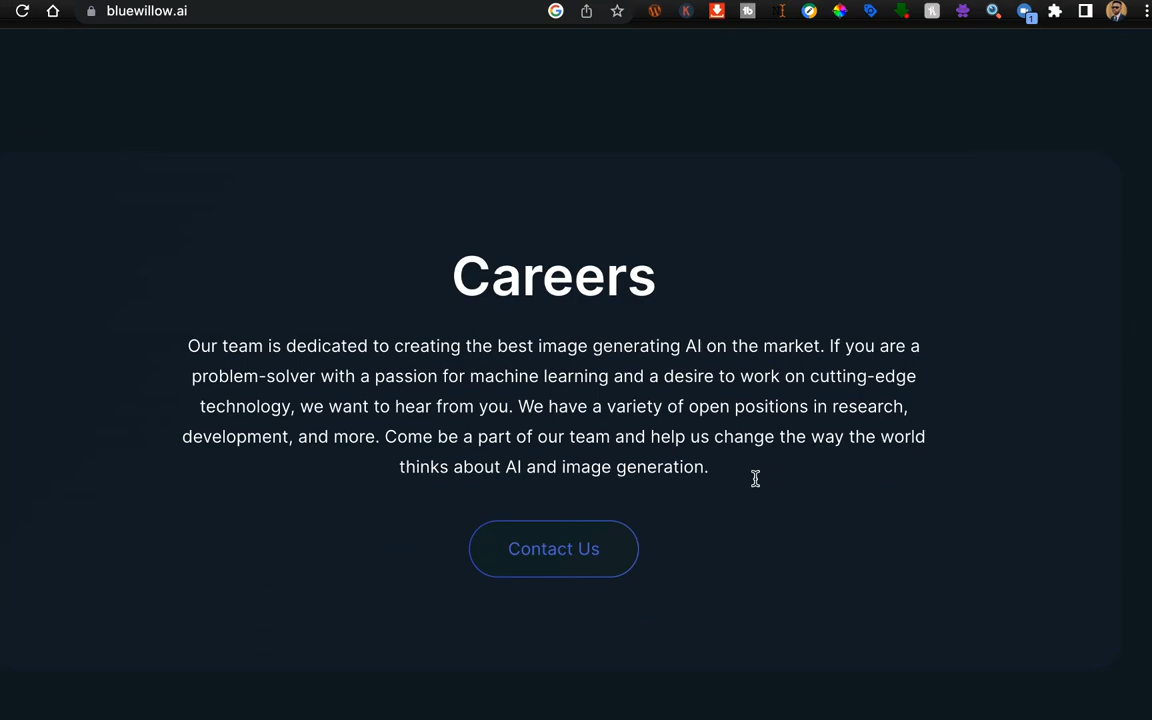 bluewillow.ai
1
Careers
Our team is dedicated to creating the best image generating AI on the market. If you are a
problem-solver with a passion for machine learning and a desire to work on cutting-edge
technology, we want to hear from you. We have a variety of open positions in research,
development, and more. Come be a part of our team and help us change the way the world
thinks about AI and image generation.
Contact Us